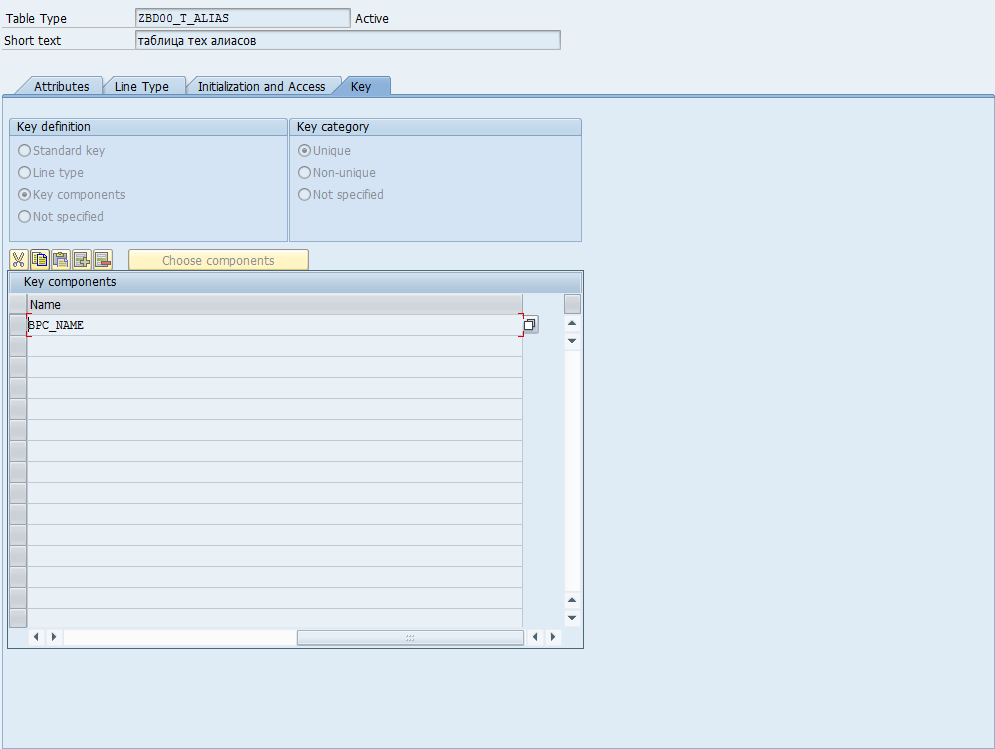 Table Type ZBD00_T_ALIAS Active
Short text таблица тех алиасов
Attributes Line Type Initialization and Access Key
Key definition Key category
Standard key Unique
Line type Non-unique
Key components Not specified
Not specified
Choose components
Key components
Name
BPC_NAME